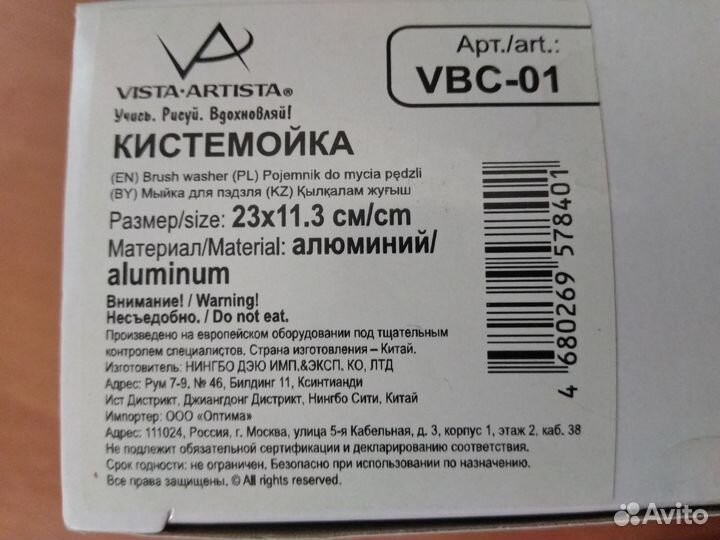 VISTA·ARTISTA®
Учись. Рисуй. Вдохновляй!
Арт./art.:
VBC-01
КИСТЕМОЙКА
(EN) Brush washer (PL) Pojemnik do mycia pędzli
(BY) Мыйка для пэдзля (KZ) Қылқалам жуғыш
Размер/size: 23x11.3 см/cm
Материал/Material: алюминий/
aluminum
Внимание! / Warning!
Несъедобно. / Do not eat.
Произведено на европейском оборудовании под тщательным
контролем специалистов. Страна изготовления – Китай.
Изготовитель: НИНГБО ДЭЮ ИМП.&ЭКСП. КО, ЛТД
Адрес: Рум 7-9, № 46, Билдинг 11, Ксинтианди
Ист Дистрикт, Джиангдонг Дистрикт, Нингбо Сити, Китай
Импортер: ООО «Оптима»
Адрес: 111024, Россия, г. Москва, улица 5-я Кабельная, д. 3, корпус 1, этаж 2, каб. 38
Не подлежит обязательной сертификации и декларированию соответствия.
Срок годности: не ограничен. Безопасно при использовании по назначению.
Все права защищены. © All rights reserved.
4 680269 578401
Avito